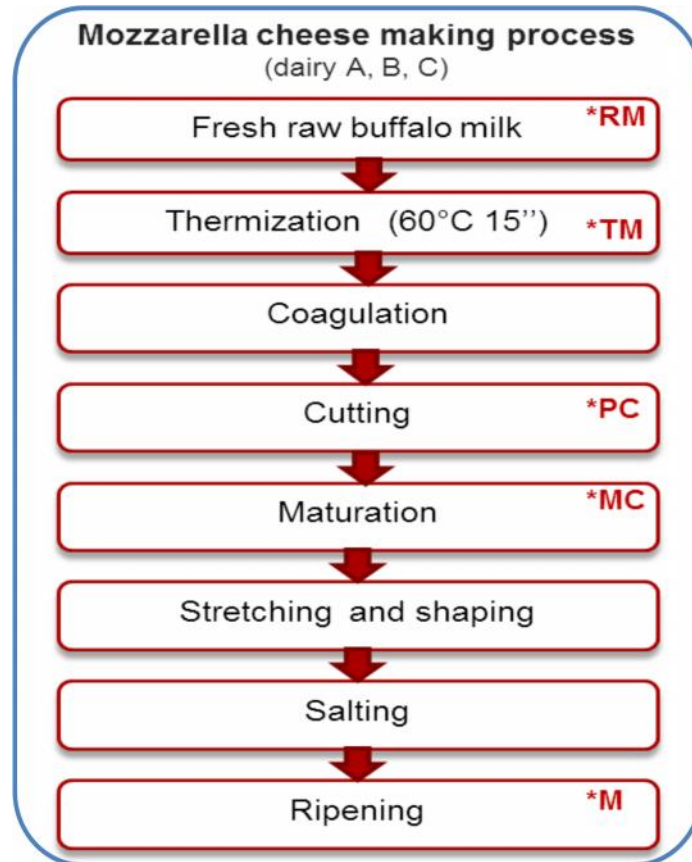 Mozzarella cheese making process
(dairy A, B, C)
Fresh raw buffalo milk *RM
Thermization (60°C 15’’) *TM
Coagulation
Cutting *PC
Maturation *MC
Stretching and shaping
Salting
Ripening *M